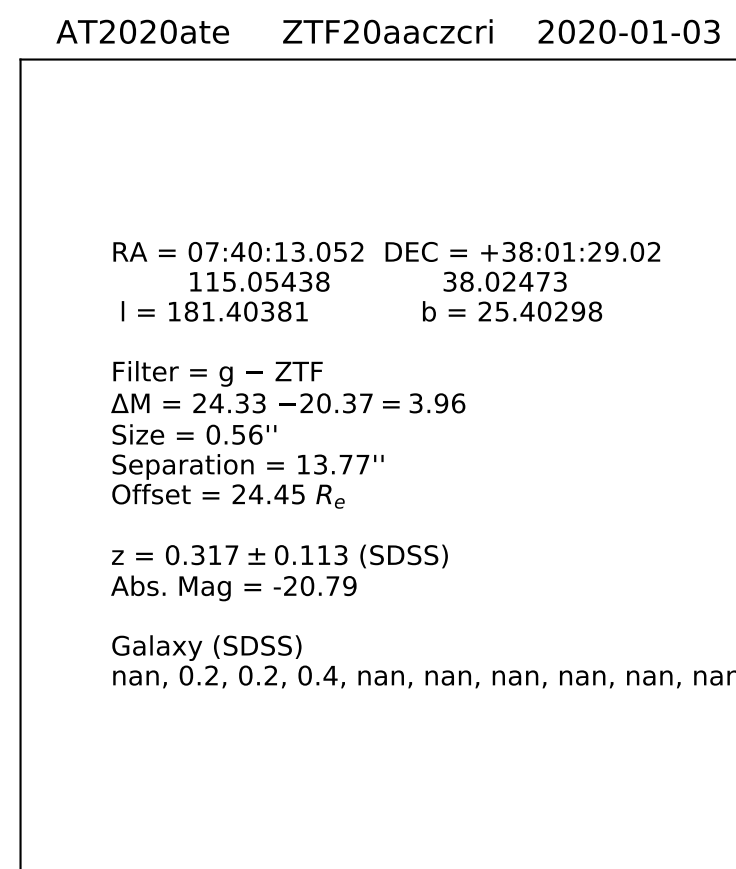 AT2020ate ZTF20aaczcri 2020-01-03
RA = 07:40:13.052 DEC = +38:01:29.02
115.05438 38.02473
l = 181.40381 b = 25.40298
Filter = g − ZTF
ΔM = 24.33 −20.37 = 3.96
Size = 0.56''
Separation = 13.77''
Offset = 24.45 Re
z = 0.317 ± 0.113 (SDSS)
Abs. Mag = -20.79
Galaxy (SDSS)
nan, 0.2, 0.2, 0.4, nan, nan, nan, nan, nan, nan